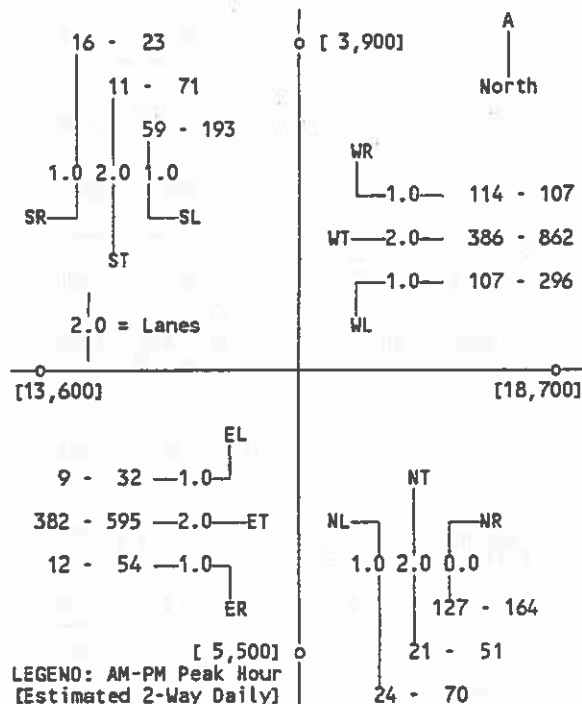 16 - 23
[ 3,900]
A
11 - 71
North
59 - 193
WR
1.0 2.0 1.0
1.0 114 - 107
SR SL
WT 2.0 386 - 862
ST
1.0 107 - 296
2.0 = Lanes
WL
[13,600]
[18,700]
EL
9 - 32 1.0
NT
382 - 595 2.0 ET
NL NR
12 - 54 1.0
1.0 2.0 0.0
ER
127 - 164
[ 5,500]
21 - 51
LEGEND: AM-PM Peak Hour
[Estimated 2-Way Daily]
24 - 70